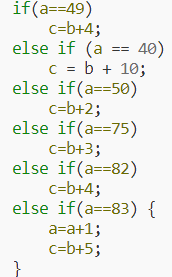 if(a==49)
    c=b+4;
else if (a == 40)
    c = b + 10;
else if(a==50)
    c=b+2;
else if(a==75)
    c=b+3;
else if(a==82)
    c=b+4;
else if(a==83) {
    a=a+1;
    c=b+5;
}